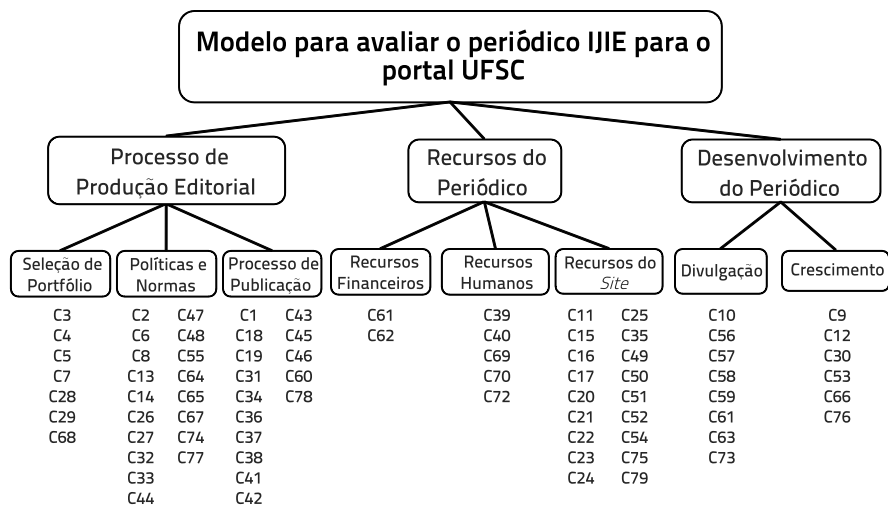 Modelo para avaliar o periódico IJIE para o
portal UFSC
Processo de
Produção Editorial
Recursos do
Periódico
Desenvolvimento
do Periódico
Seleção de
Portfólio
Políticas e
Normas
Processo de
Publicação
Recursos
Financeiros
Recursos
Humanos
Recursos do
Site
Divulgação
Crescimento
C3
C4
C5
C7
C28
C29
C68
C2 C47
C6 C48
C8 C55
C13 C64
C14 C65
C26 C67
C27 C74
C32 C77
C33
C44
C1 C43
C18 C45
C19 C46
C31 C60
C34 C78
C36
C37
C38
C41
C42
C61
C62
C39
C40
C69
C70
C72
C11 C25
C15 C35
C16 C49
C17 C50
C20 C51
C21 C52
C22 C54
C23 C75
C24 C79
C10
C56
C57
C58
C59
C61
C63
C73
C9
C12
C30
C53
C66
C76